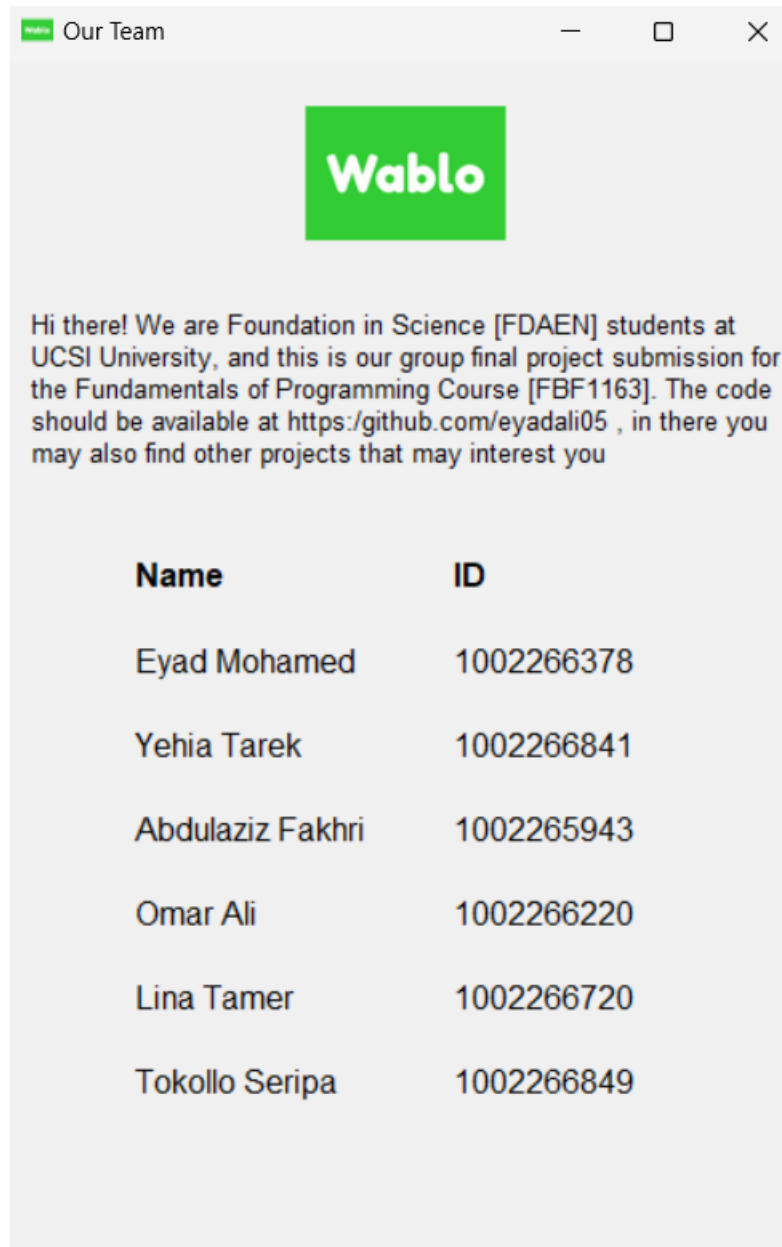 Our Team
Wablo
Hi there! We are Foundation in Science [FDAEN] students at
UCSI University, and this is our group final project submission for
the Fundamentals of Programming Course [FBF1163]. The code
should be available at https:/github.com/eyadali05 , in there you
may also find other projects that may interest you
Name ID
Eyad Mohamed 1002266378
Yehia Tarek 1002266841
Abdulaziz Fakhri 1002265943
Omar Ali 1002266220
Lina Tamer 1002266720
Tokollo Seripa 1002266849